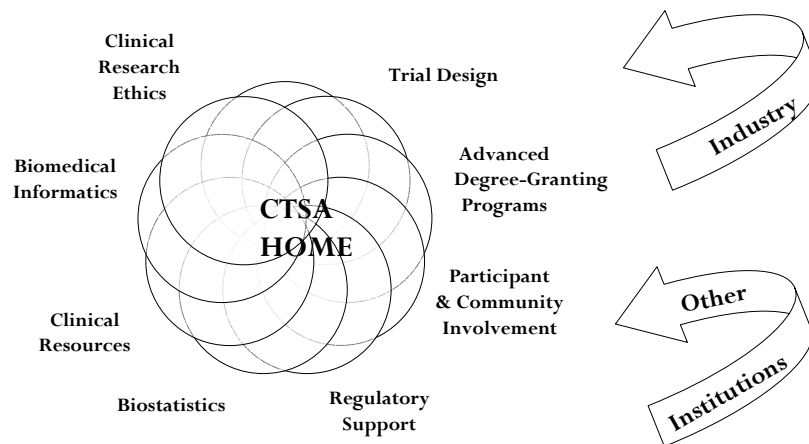 Clinical
Research
Ethics
Trial Design
Biomedical
Informatics
Advanced
Degree-Granting
Programs
CTSA
HOME
Participant
& Community
Involvement
Clinical
Resources
Biostatistics
Regulatory
Support
Industry
Other
Institutions